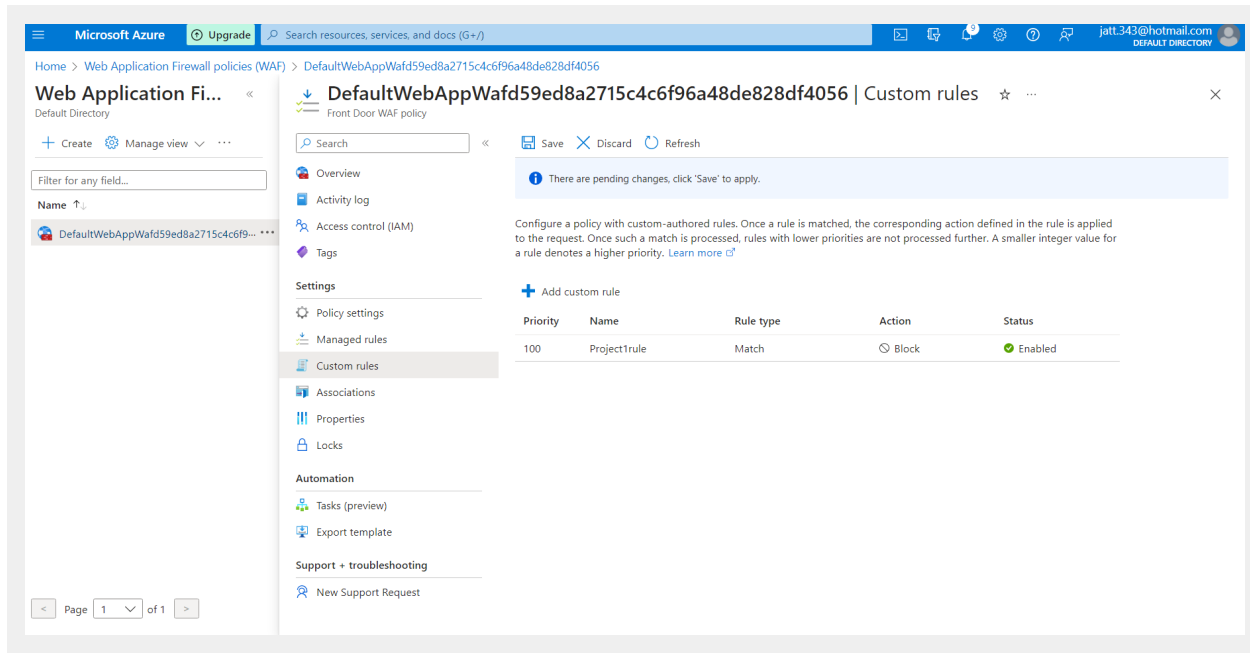 Microsoft Azure
Upgrade
Search resources, services, and docs (G+/)
9
jatt.343@hotmail.com
DEFAULT DIRECTORY
Home > Web Application Firewall policies (WAF) > DefaultWebAppWafd59ed8a2715c4c6f96a48de828df4056
Web Application Fi...
Default Directory
Create
Manage view
Filter for any field...
Name
DefaultWebAppWafd59ed8a2715c4c6f9...
< Page 1 of 1 >
DefaultWebAppWafd59ed8a2715c4c6f96a48de828df4056 | Custom rules
Front Door WAF policy
Search
Overview
Activity log
Access control (IAM)
Tags
Settings
Policy settings
Managed rules
Custom rules
Associations
Properties
Locks
Automation
Tasks (preview)
Export template
Support + troubleshooting
New Support Request
Save Discard Refresh
There are pending changes, click 'Save' to apply.
Configure a policy with custom-authored rules. Once a rule is matched, the corresponding action defined in the rule is applied
to the request. Once such a match is processed, rules with lower priorities are not processed further. A smaller integer value for
a rule denotes a higher priority. Learn more
Add custom rule
Priority Name Rule type Action Status
100 Project1rule Match Block Enabled